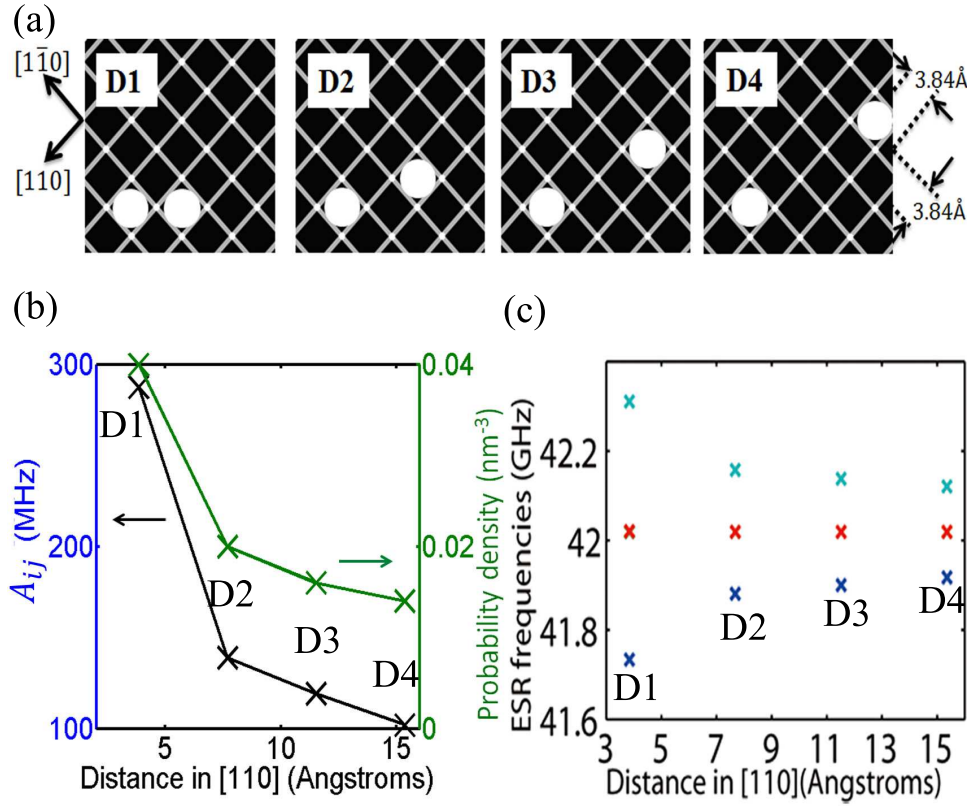 (a)
[11̄0]
[110]
D1
D2
D3
D4
3.84Å
3.84Å
(b)
300
200
100
A_ij (MHz)
0.04
0.02
0
Probability density (nm⁻³)
D1
D2
D3
D4
5
10
15
Distance in [110] (Angstroms)
(c)
ESR frequencies (GHz)
42.2
42
41.8
41.6
D1
D2
D3
D4
3
5
7
9
11
13
15
Distance in [110](Angstroms)